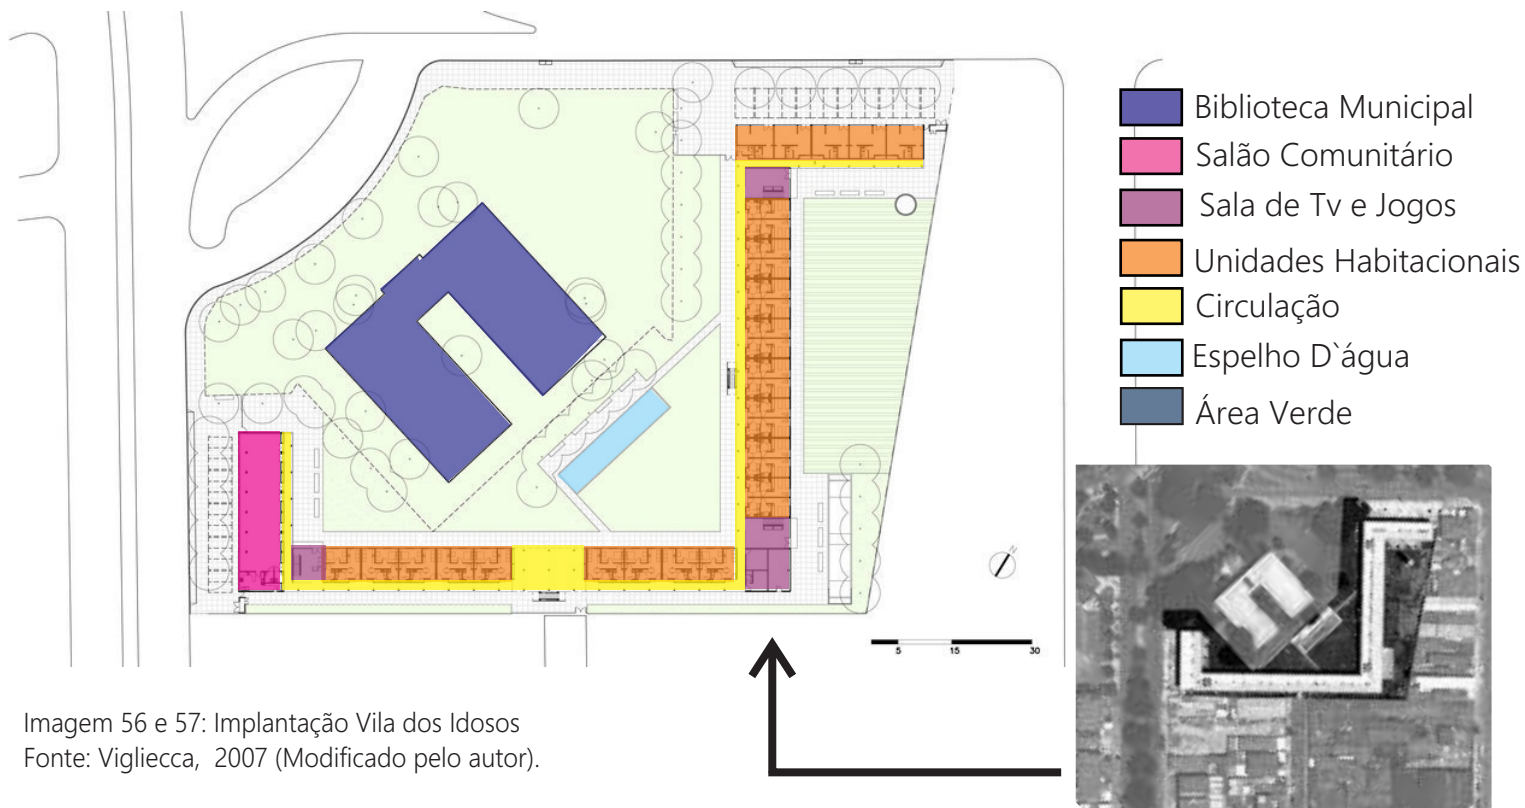 Biblioteca Municipal
Salão Comunitário
Sala de Tv e Jogos
Unidades Habitacionais
Circulação
Espelho D`água
Área Verde
N
5 15 30
Imagem 56 e 57: Implantação Vila dos Idosos
Fonte: Vigliecca, 2007 (Modificado pelo autor).